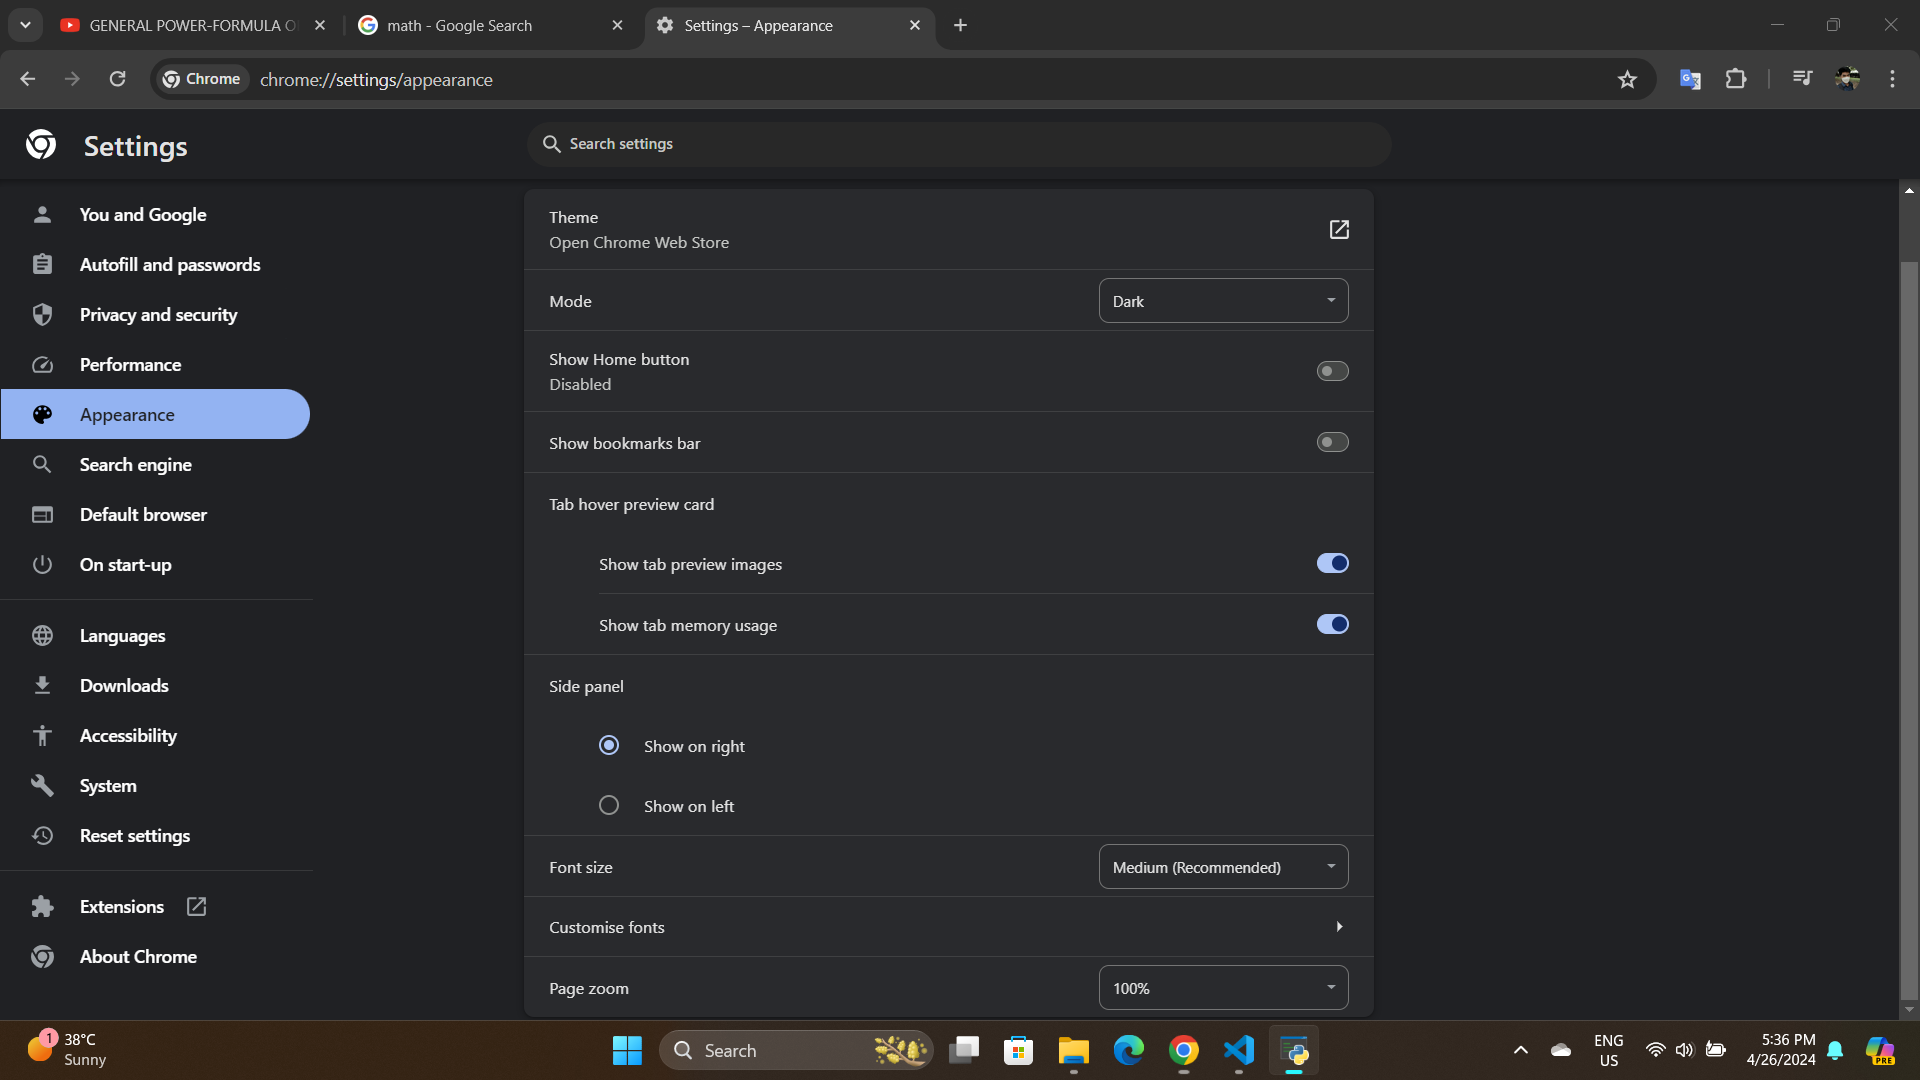 GENERAL POWER-FORMULA O
math - Google Search
Settings – Appearance
Chrome
chrome://settings/appearance
Settings
Search settings
You and Google
Autofill and passwords
Privacy and security
Performance
Appearance
Search engine
Default browser
On start-up
Languages
Downloads
Accessibility
System
Reset settings
Extensions
About Chrome
Theme
Open Chrome Web Store
Mode
Dark
Show Home button
Disabled
Show bookmarks bar
Tab hover preview card
Show tab preview images
Show tab memory usage
Side panel
Show on right
Show on left
Font size
Medium (Recommended)
Customise fonts
Page zoom
100%
1
38°C
Sunny
Search
ENG
US
5:36 PM
4/26/2024
PRE